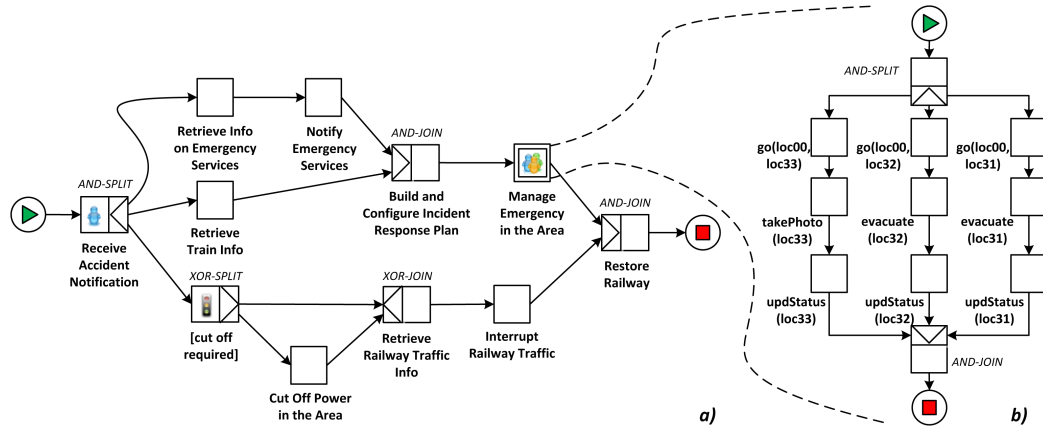 AND-SPLIT
Receive
Accident
Notification
Retrieve Info
on Emergency
Services
Notify
Emergency
Services
Retrieve
Train Info
AND-JOIN
Build and
Configure Incident
Response Plan
Manage
Emergency
in the Area
XOR-SPLIT
[cut off
required]
Cut Off Power
in the Area
XOR-JOIN
Retrieve
Railway Traffic
Info
Interrupt
Railway Traffic
AND-JOIN
Restore
Railway
a)
AND-SPLIT
go(loc00,
loc33)
go(loc00,
loc32)
go(loc00,
loc31)
takePhoto
(loc33)
evacuate
(loc32)
evacuate
(loc31)
updStatus
(loc33)
updStatus
(loc32)
updStatus
(loc31)
AND-JOIN
b)